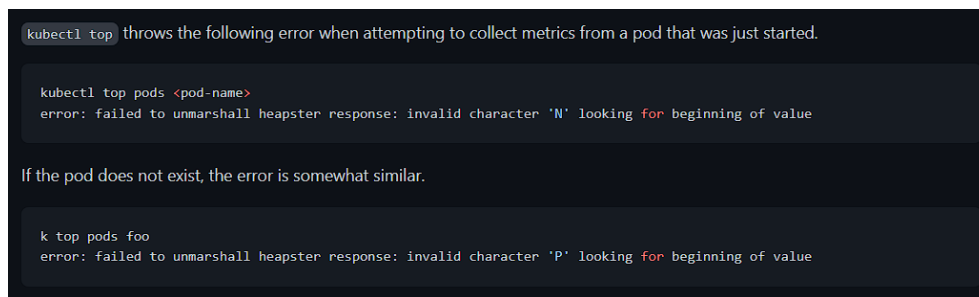 kubectl top throws the following error when attempting to collect metrics from a pod that was just started.
kubectl top pods <pod-name>
error: failed to unmarshall heapster response: invalid character 'N' looking for beginning of value
If the pod does not exist, the error is somewhat similar.
k top pods foo
error: failed to unmarshall heapster response: invalid character 'P' looking for beginning of value